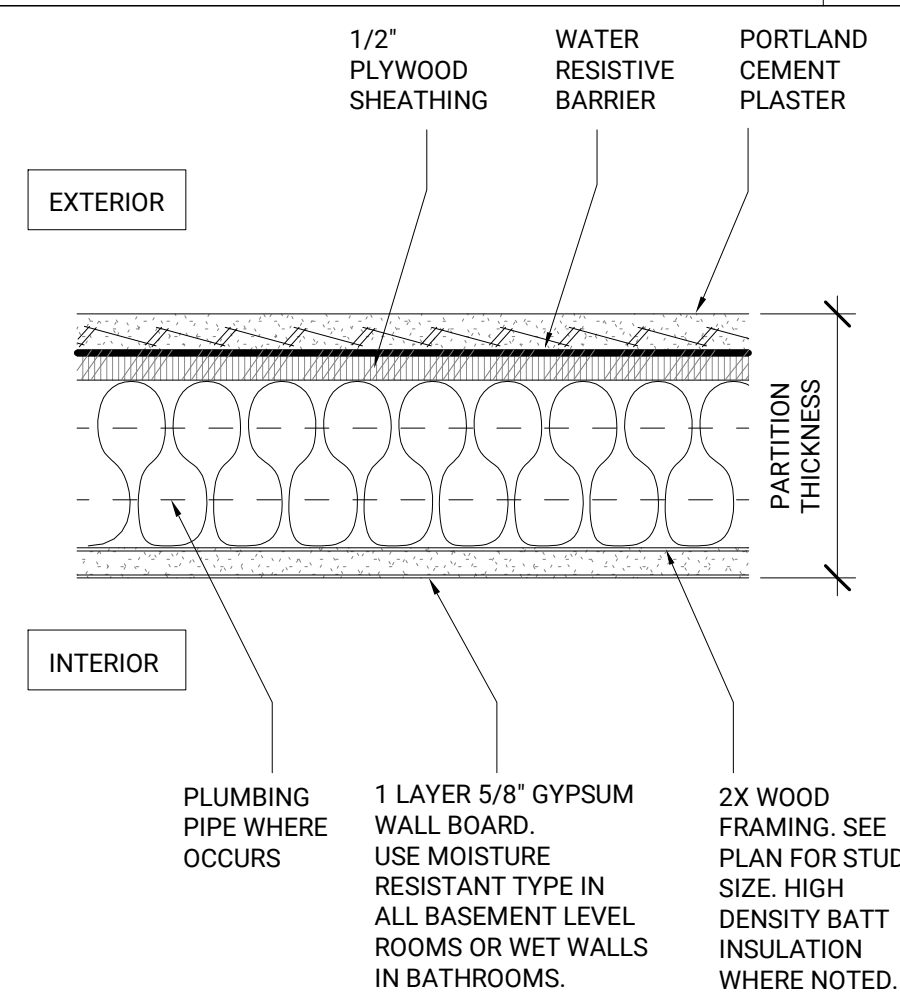 1/2"
PLYWOOD
SHEATHING
WATER
RESISTIVE
BARRIER
PORTLAND
CEMENT
PLASTER
EXTERIOR
PARTITION
THICKNESS
INTERIOR
PLUMBING
PIPE WHERE
OCCURS
1 LAYER 5/8" GYPSUM
WALL BOARD.
USE MOISTURE
RESISTANT TYPE IN
ALL BASEMENT LEVEL
ROOMS OR WET WALLS
IN BATHROOMS.
2X WOOD
FRAMING. SEE
PLAN FOR STUD
SIZE. HIGH
DENSITY BATT
INSULATION
WHERE NOTED.